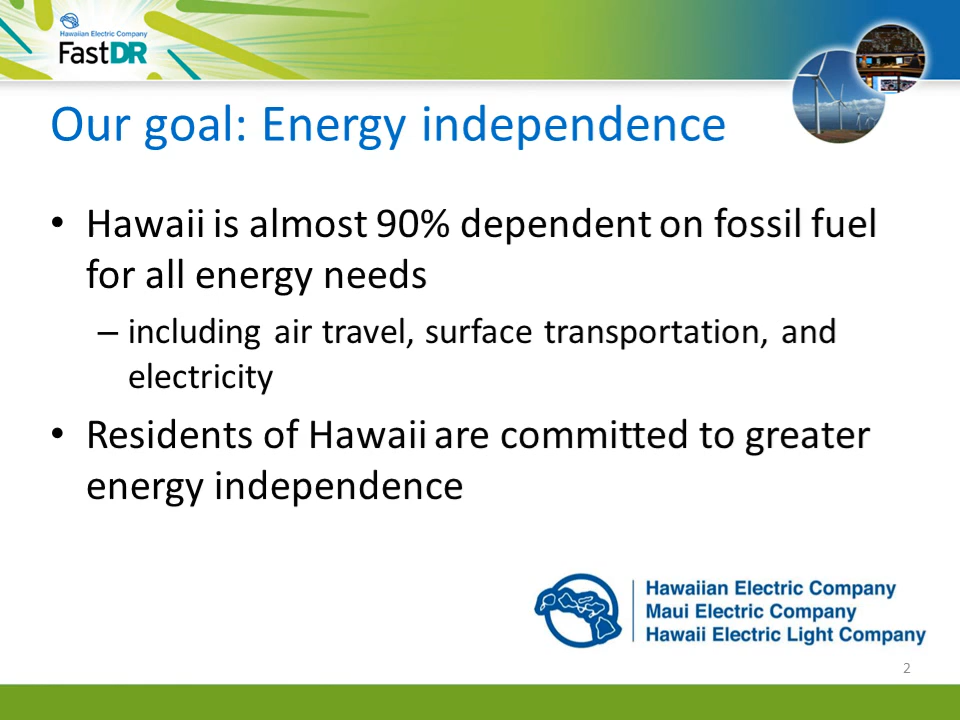 Hawaiian Electric Company
FastDR
Our goal: Energy independence
• Hawaii is almost 90% dependent on fossil fuel
for all energy needs
– including air travel, surface transportation, and
electricity
• Residents of Hawaii are committed to greater
energy independence
Hawaiian Electric Company
Maui Electric Company
Hawaii Electric Light Company
2